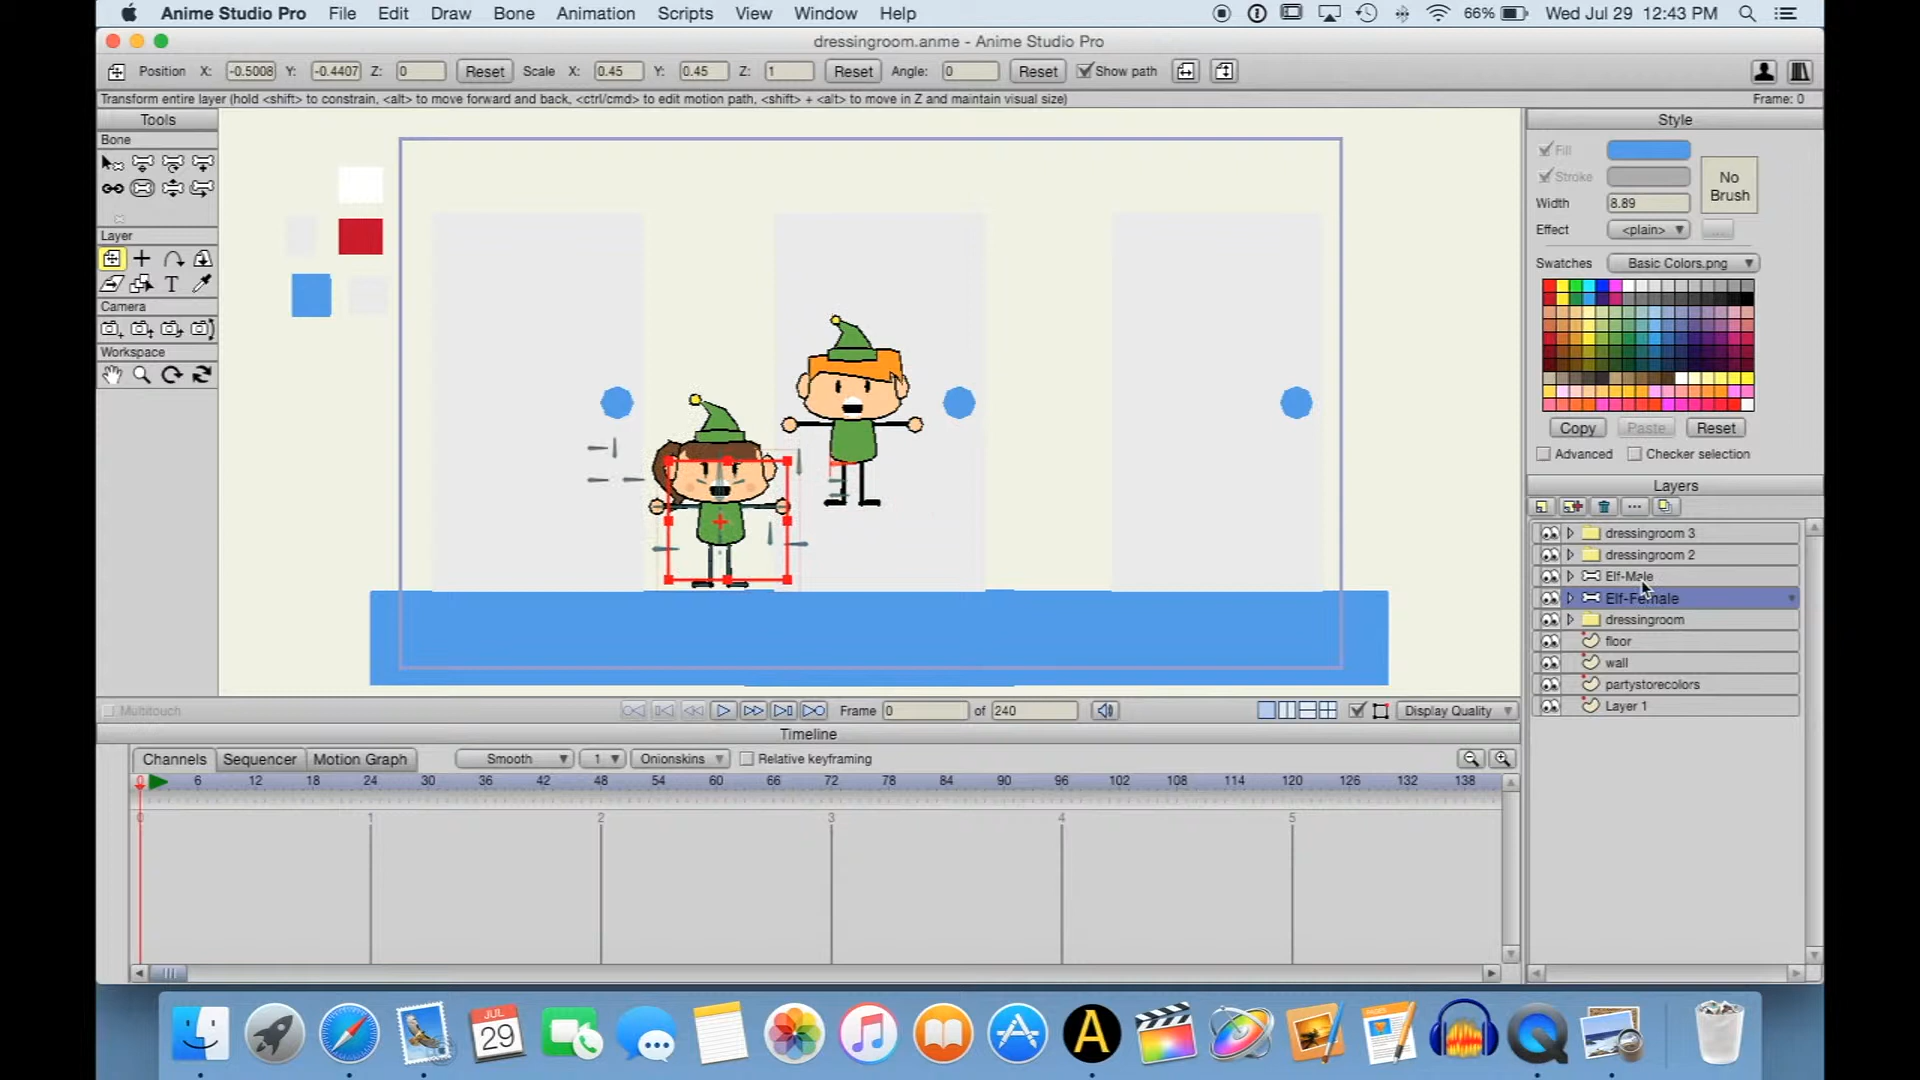 Anime Studio Pro File Edit Draw Bone Animation Scripts View Window Help 66% Wed Jul 29 12:43 PM
dressingroom.anme - Anime Studio Pro
Position X: -0.5008 Y: -0.4407 Z: 0 Reset Scale X: 0.45 Y: 0.45 Z: 1 Reset Angle: 0 Reset Show path
Transform entire layer (hold <shift> to constrain, <alt> to move forward and back, <ctrl/cmd> to edit motion path, <shift> + <alt> to move in Z and maintain visual size) Frame: 0
Tools
Bone
Layer
T
Camera
Workspace
Style
Fill
Stroke
No Brush
Width 8.89
Effect <plain> ...
Swatches Basic Colors.png
Copy Paste Reset
Advanced Checker selection
Layers
dressingroom 3
dressingroom 2
Elf-Male
Elf-Female
dressingroom
floor
wall
partystorecolors
Layer 1
Multitouch Frame 0 of 240 Display Quality
Timeline
Channels Sequencer Motion Graph Smooth 1 Onionskins Relative keyframing
0 6 12 18 24 30 36 42 48 54 60 66 72 78 84 90 96 102 108 114 120 126 132 138
0 1 2 3 4 5
JUL
29
PAGES